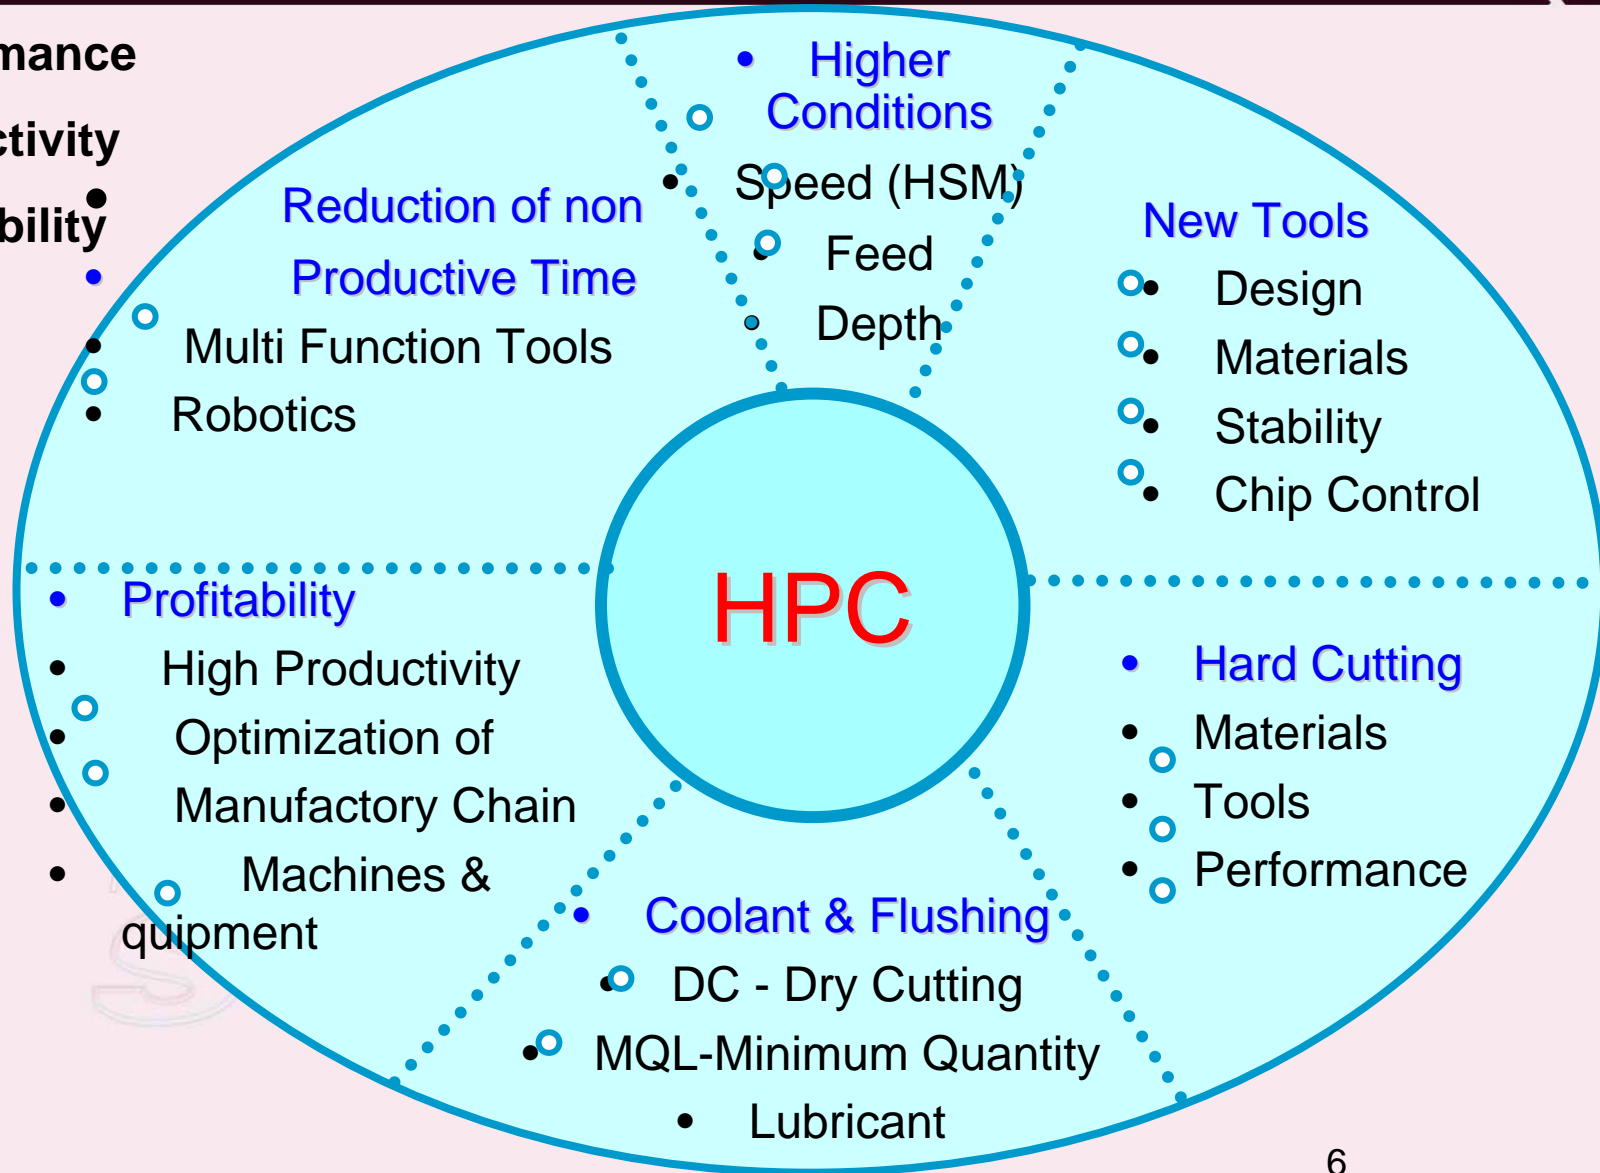 mance
ctivity
bility
Higher
Conditions
Speed (HSM)
Feed
Depth
Reduction of non
Productive Time
Multi Function Tools
Robotics
New Tools
Design
Materials
Stability
Chip Control
HPC
Profitability
High Productivity
Optimization of
Manufactory Chain
Machines &
quipment
Hard Cutting
Materials
Tools
Performance
Coolant & Flushing
DC - Dry Cutting
MQL-Minimum Quantity
Lubricant
6